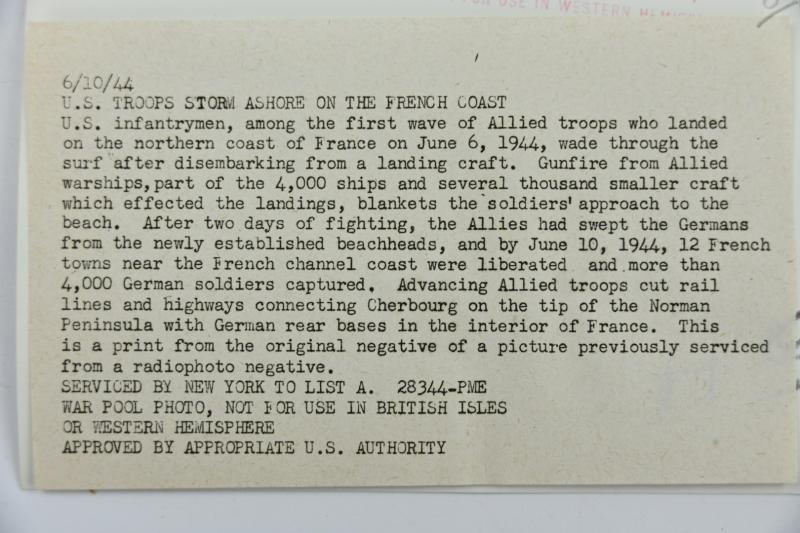 FOR USE IN WESTERN HEMISPHERE
6/10/44
U.S. TROOPS STORM ASHORE ON THE FRENCH COAST
U.S. infantrymen, among the first wave of Allied troops who landed
on the northern coast of France on June 6, 1944, wade through the
surf after disembarking from a landing craft.  Gunfire from Allied
warships,part of the 4,000 ships and several thousand smaller craft
which effected the landings, blankets the soldiers' approach to the
beach.  After two days of fighting, the Allies had swept the Germans
from the newly established beachheads, and by June 10, 1944, 12 French
towns near the French channel coast were liberated and more than
4,000 German soldiers captured.  Advancing Allied troops cut rail
lines and highways connecting Cherbourg on the tip of the Norman
Peninsula with German rear bases in the interior of France.  This
is a print from the original negative of a picture previously serviced
from a radiophoto negative.
SERVICED BY NEW YORK TO LIST A.  28344-PME
WAR POOL PHOTO, NOT FOR USE IN BRITISH ISLES
OR WESTERN HEMISPHERE
APPROVED BY APPROPRIATE U.S. AUTHORITY